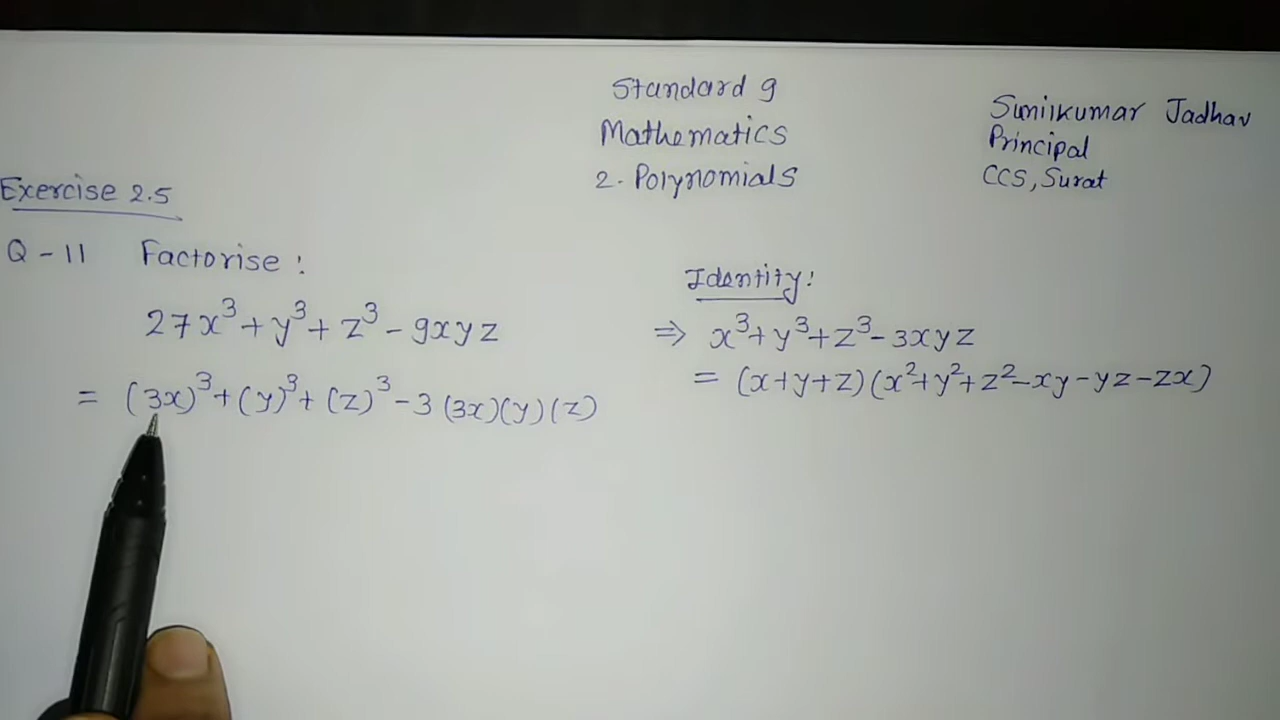 Standard 9
Mathematics
2. Polynomials
Sunilkumar Jadhav
Principal
CCS, Surat
Exercise 2.5
Q - 11 Factorise :
27x³ + y³ + z³ - 9xyz
= (3x)³ + (y)³ + (z)³ - 3 (3x)(y)(z)
Identity :
⇒ x³ + y³ + z³ - 3xyz
= (x+y+z)(x²+y²+z²-xy-yz-zx)